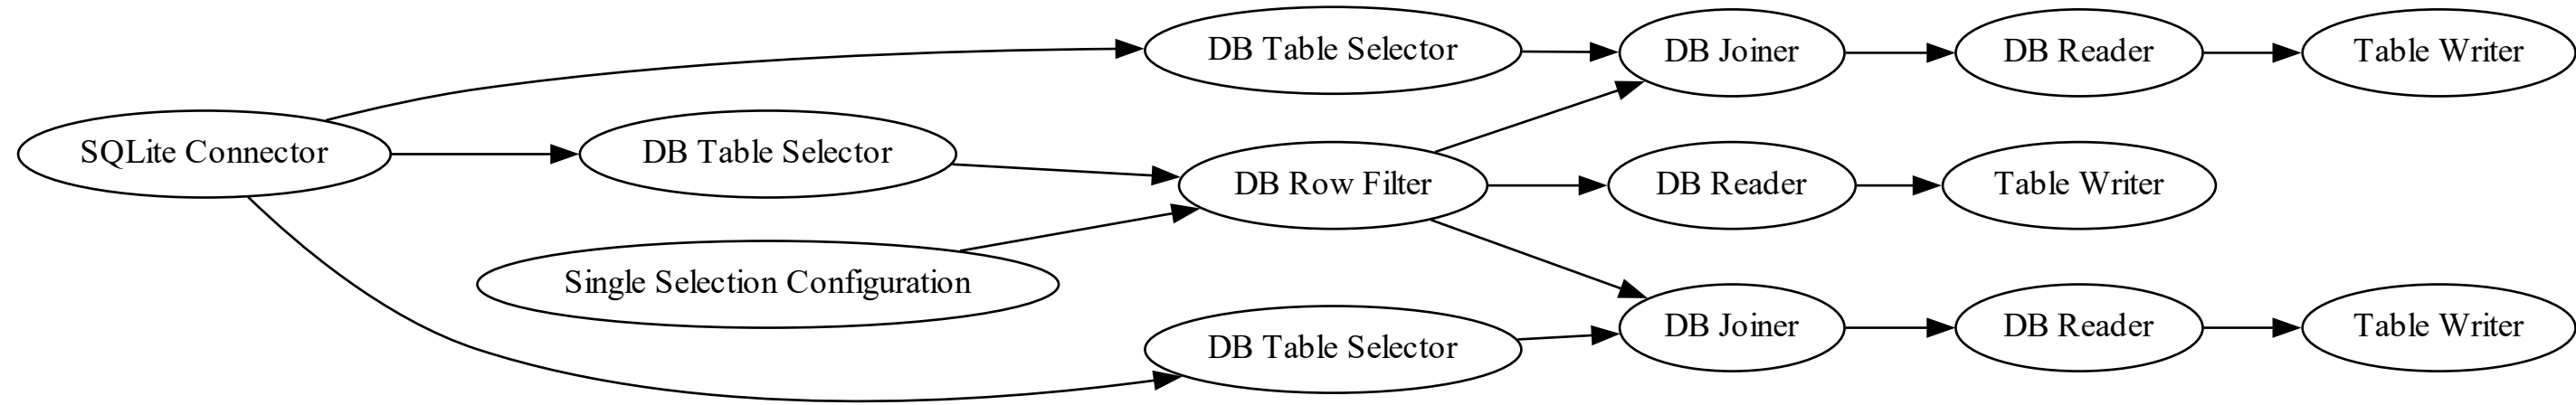 DB Table Selector
DB Joiner
DB Reader
Table Writer
SQLite Connector
DB Table Selector
DB Row Filter
DB Reader
Table Writer
Single Selection Configuration
DB Table Selector
DB Joiner
DB Reader
Table Writer